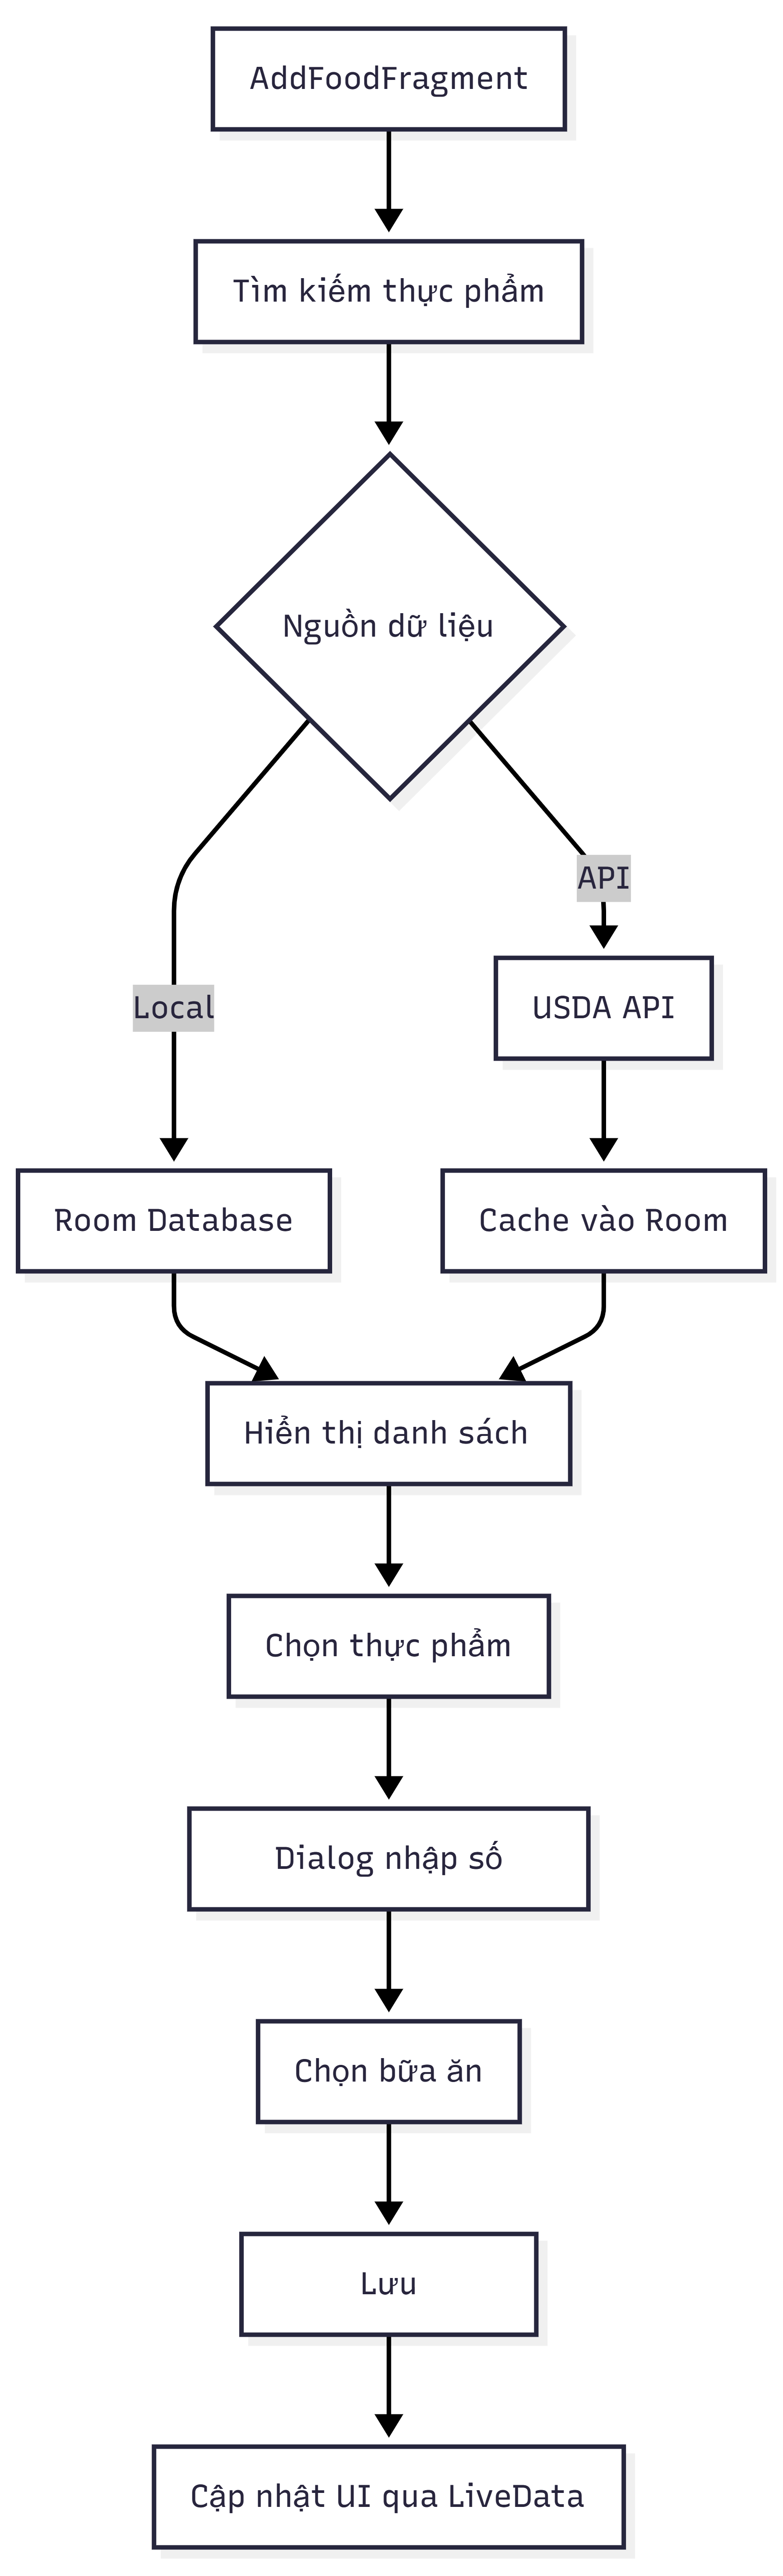 AddFoodFragment
Tìm kiếm thực phẩm
Nguồn dữ liệu
API
Local
USDA API
Room Database
Cache vào Room
Hiển thị danh sách
Chọn thực phẩm
Dialog nhập số
Chọn bữa ăn
Lưu
Cập nhật UI qua LiveData